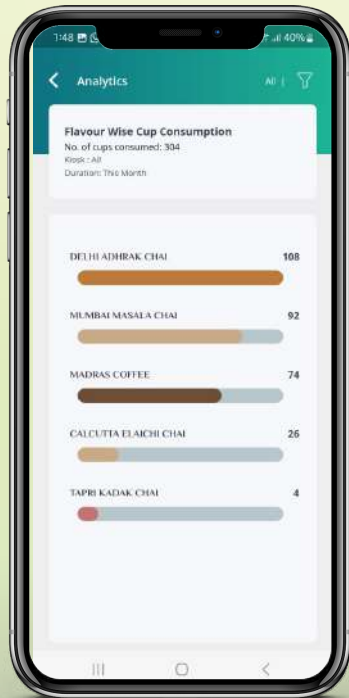 1:48
40%
Analytics
All (
Flavour Wise Cup Consumption
No. of cups consumed: 304
Kiosk : All
Duration: This Month
DELHI ADHRAK CHAI 108
MUMBAI MASALA CHAI 92
MADRAS COFFEE 74
CALCUTTA ELAICHI CHAI 26
TAPRI KADAK CHAI 4